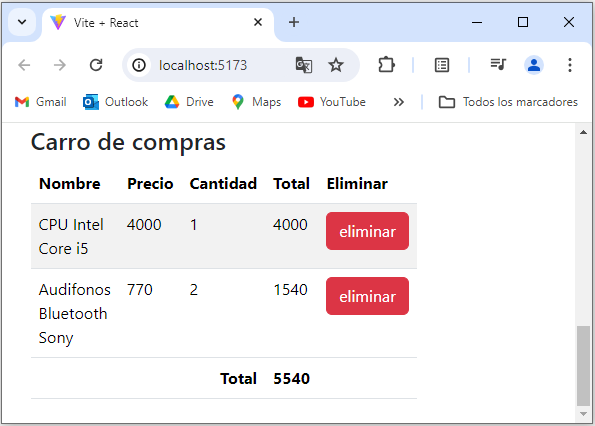 Vite + React
localhost:5173
Gmail Outlook Drive Maps YouTube Todos los marcadores
Carro de compras
Nombre Precio Cantidad Total Eliminar
CPU Intel Core i5 4000 1 4000 eliminar
Audifonos Bluetooth Sony 770 2 1540 eliminar
Total 5540